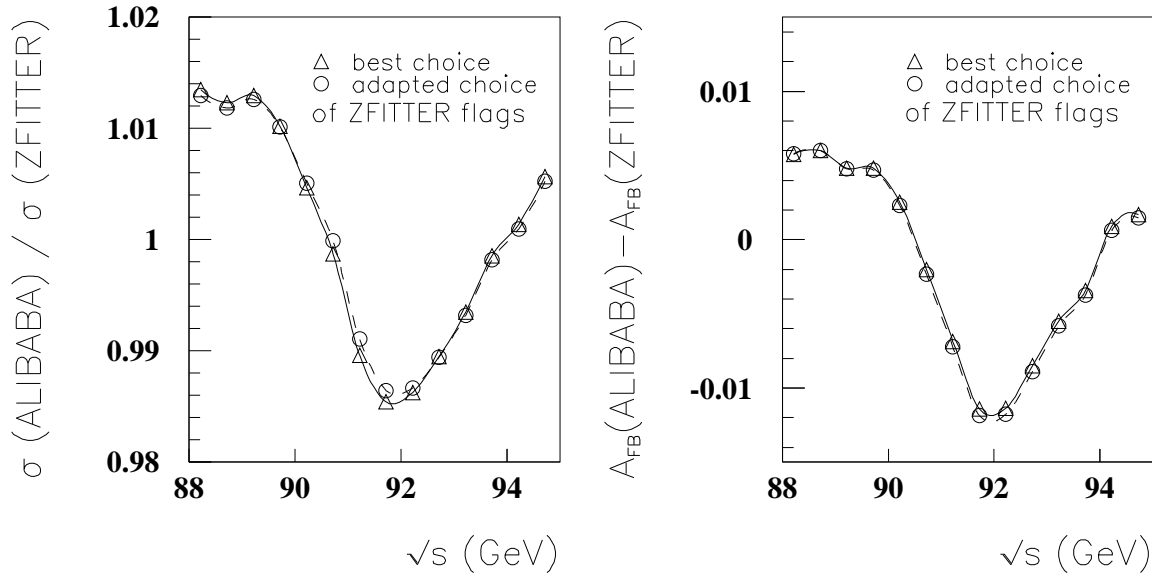 σ (ALIBABA) / σ (ZFITTER)
1.02
1.01
1
0.99
0.98
best choice
adapted choice
of ZFITTER flags
88 90 92 94
√s (GeV)
A_FB(ALIBABA)−A_FB(ZFITTER)
0.01
0
-0.01
best choice
adapted choice
of ZFITTER flags
88 90 92 94
√s (GeV)